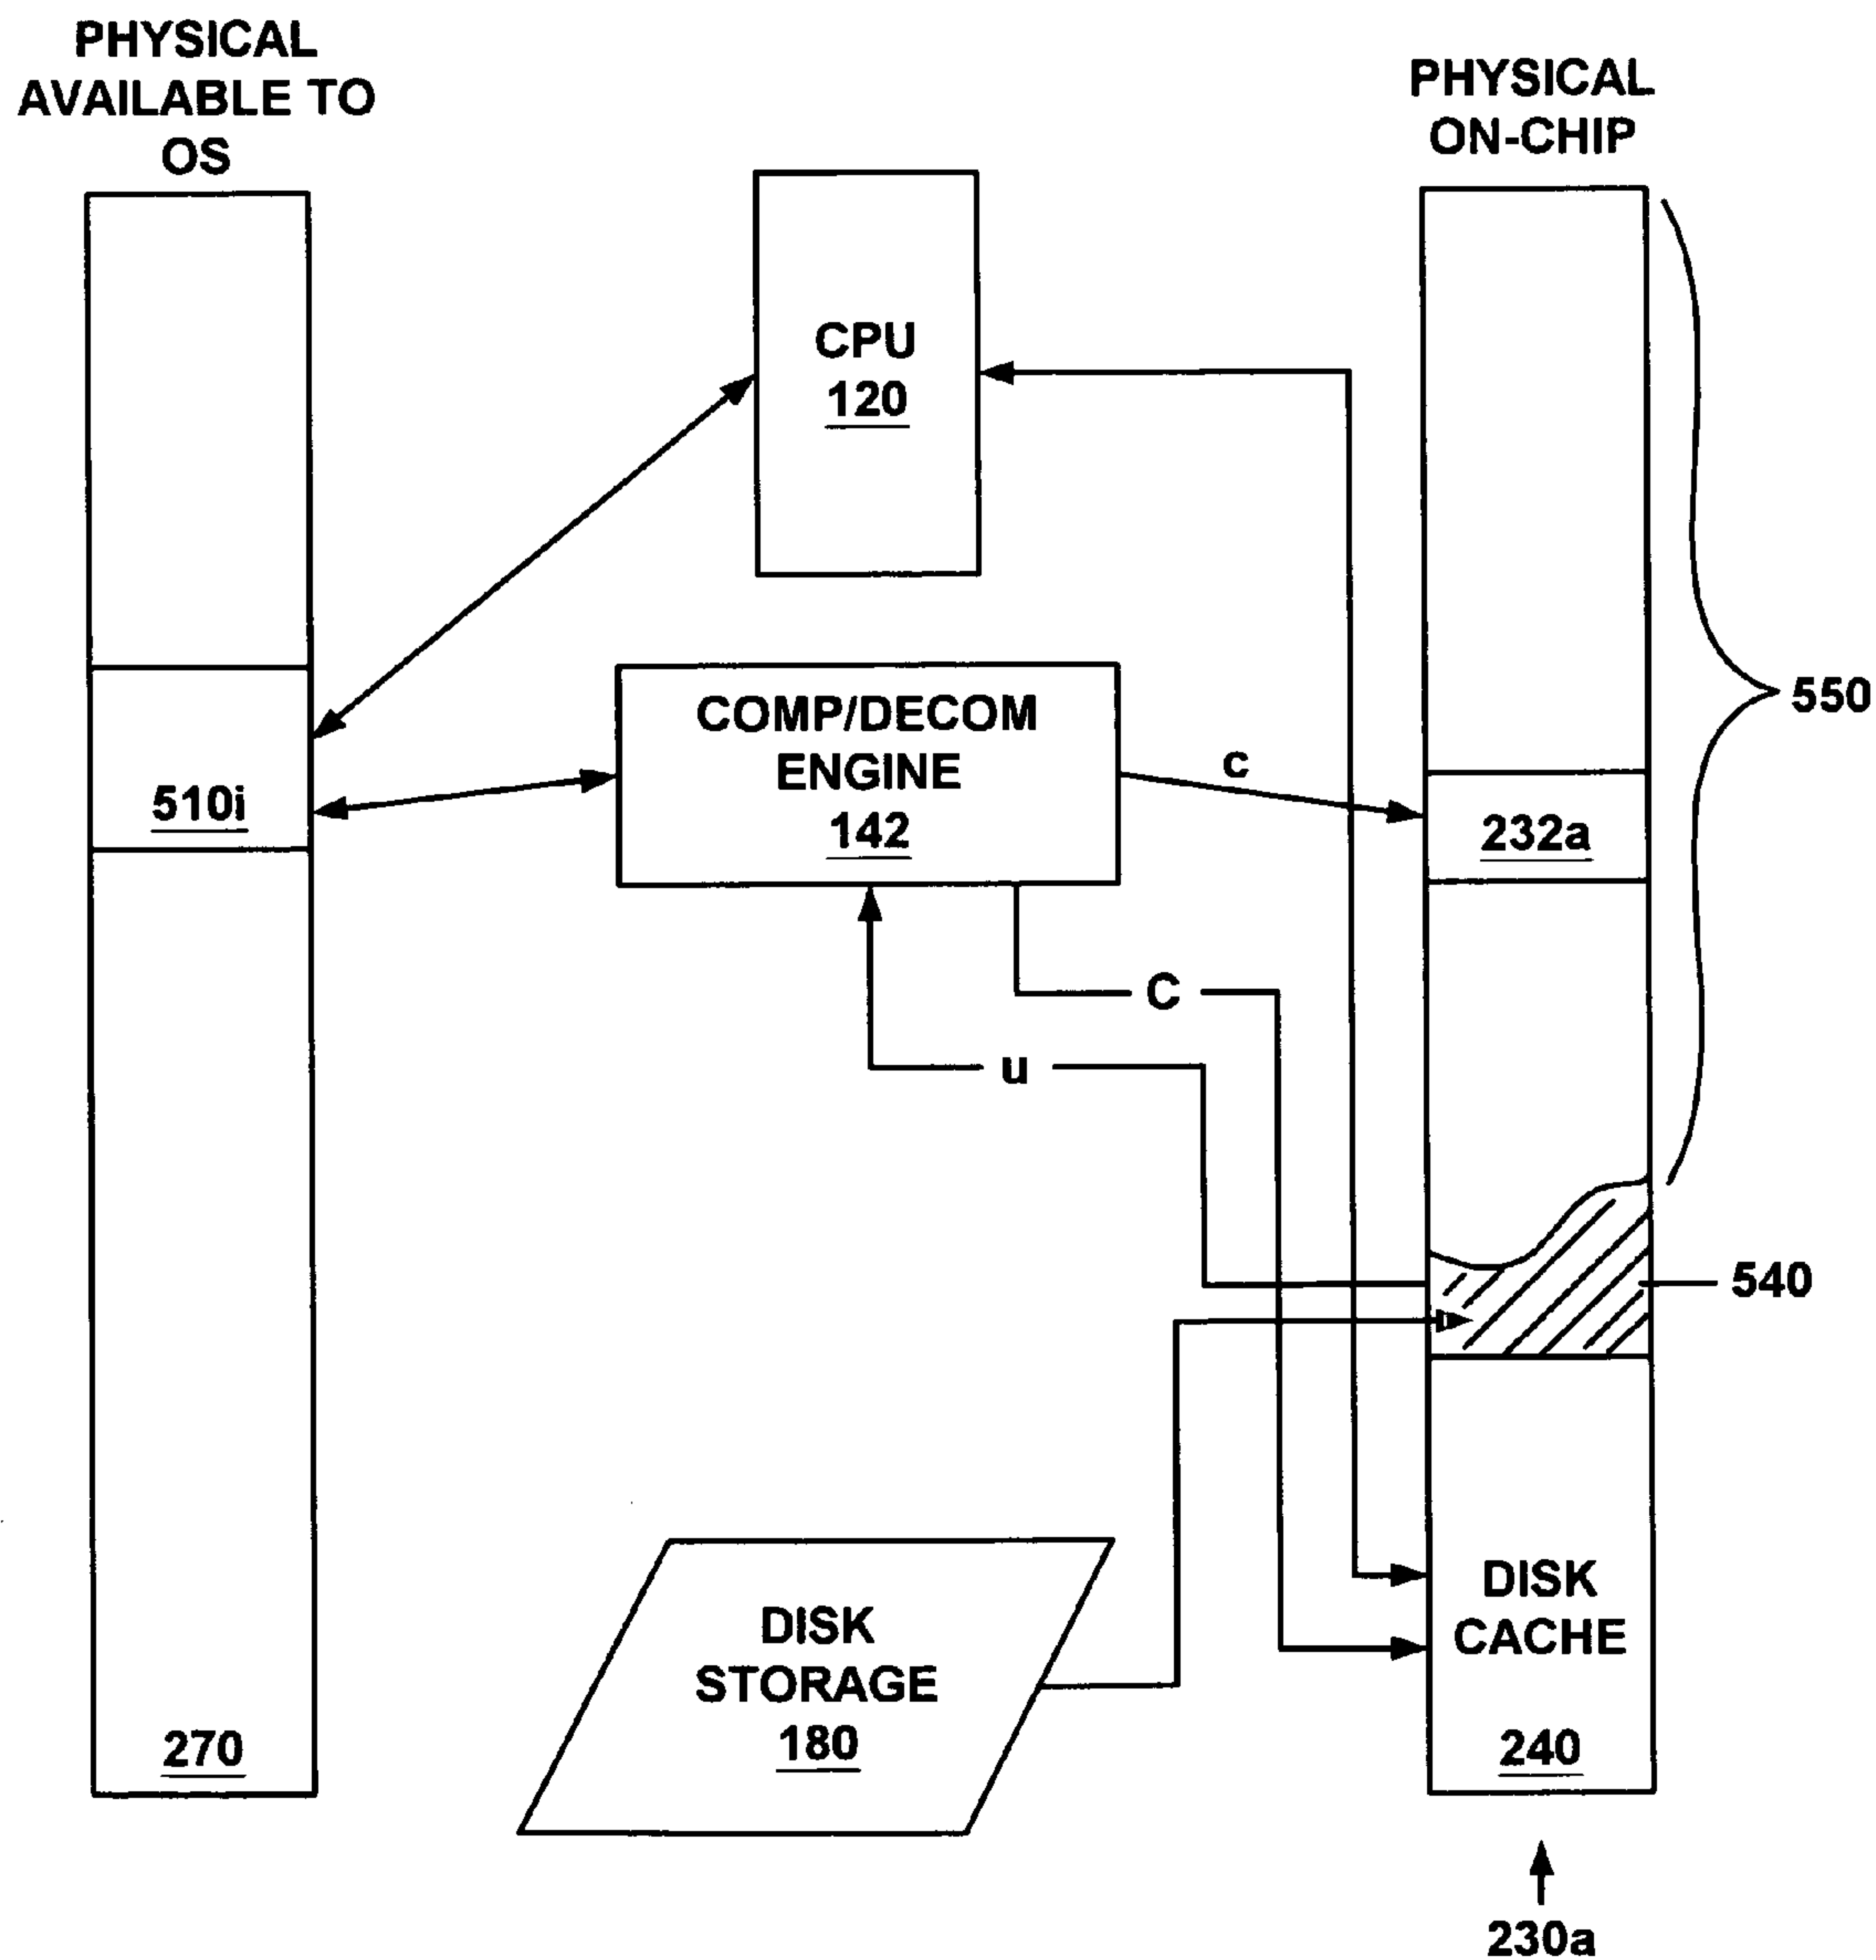 PHYSICAL
AVAILABLE TO
OS
PHYSICAL
ON-CHIP
CPU
120
550
COMP/DECOM
ENGINE
142
c
510i
232a
C
u
540
DISK
STORAGE
180
DISK
CACHE
240
270
230a